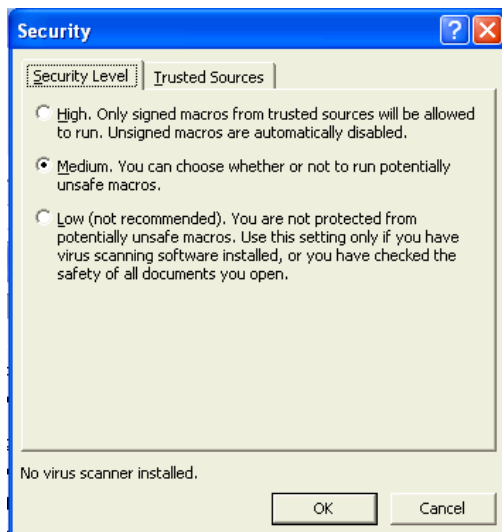 Security
?
Security Level
Trusted Sources
High. Only signed macros from trusted sources will be allowed
to run. Unsigned macros are automatically disabled.
Medium. You can choose whether or not to run potentially
unsafe macros.
Low (not recommended). You are not protected from
potentially unsafe macros. Use this setting only if you have
virus scanning software installed, or you have checked the
safety of all documents you open.
No virus scanner installed.
OK
Cancel